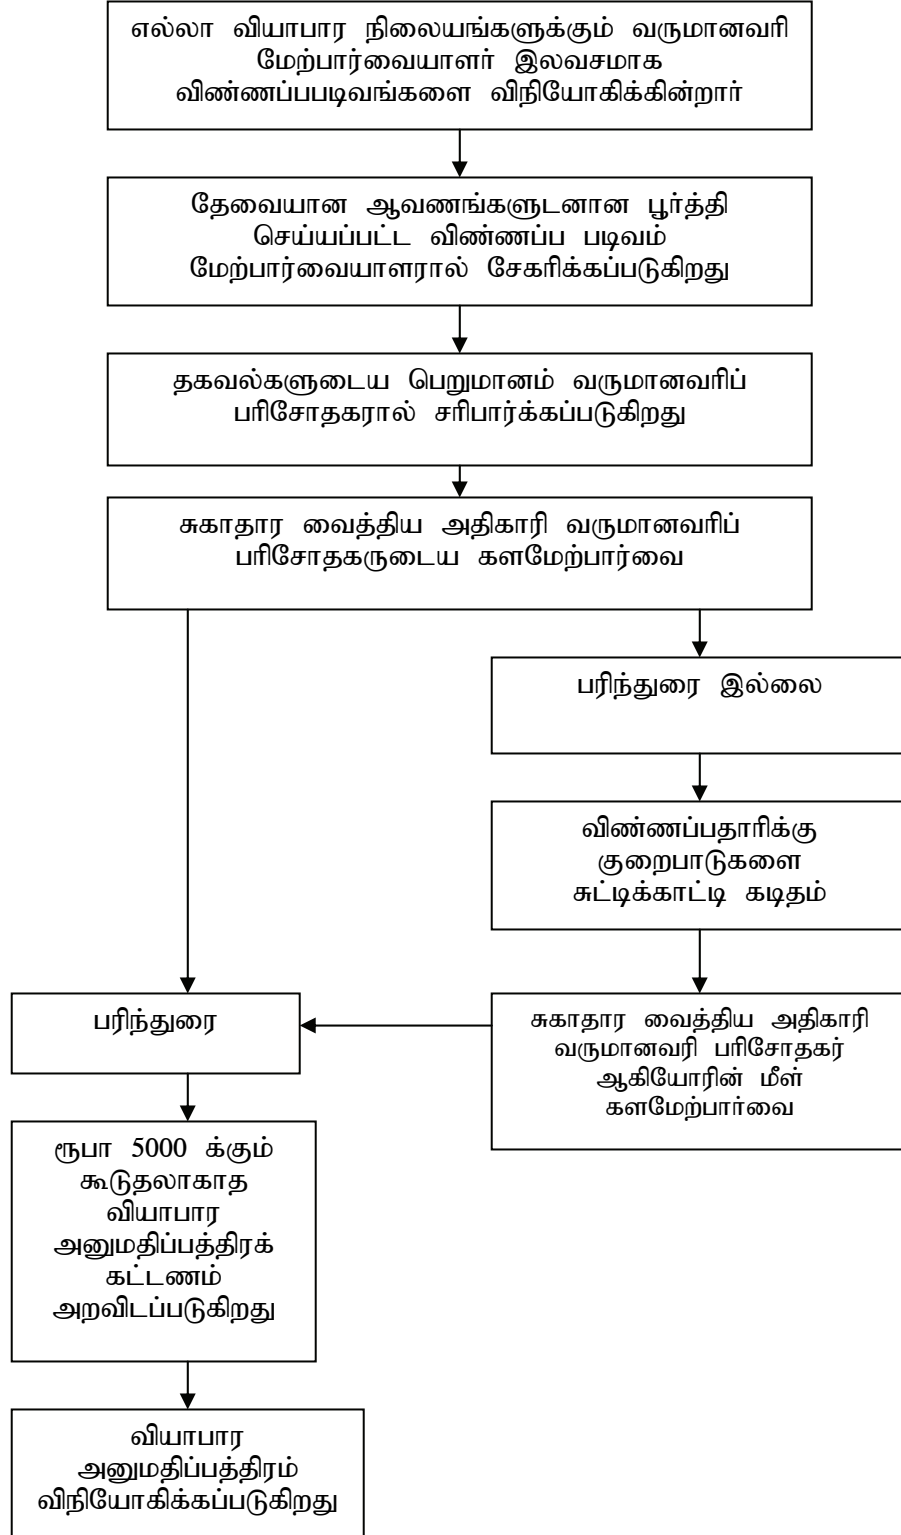 எல்லா வியாபார நிலையங்களுக்கும் வருமானவரி
மேற்பார்வையாளர் இலவசமாக
விண்ணப்பபடிவங்களை விநியோகிக்கின்றார்
தேவையான ஆவணங்களுடனான பூர்த்தி
செய்யப்பட்ட விண்ணப்ப படிவம்
மேற்பார்வையாளரால் சேகரிக்கப்படுகிறது
தகவல்களுடைய பெறுமானம் வருமானவரிப்
பரிசோதகரால் சரிபார்க்கப்படுகிறது
சுகாதார வைத்திய அதிகாரி வருமானவரிப்
பரிசோதகருடைய களமேற்பார்வை
பரிந்துரை இல்லை
விண்ணப்பதாரிக்கு
குறைபாடுகளை
சுட்டிக்காட்டி கடிதம்
பரிந்துரை
சுகாதார வைத்திய அதிகாரி
வருமானவரி பரிசோதகர்
ஆகியோரின் மீள்
களமேற்பார்வை
ரூபா 5000 க்கும்
கூடுதலாகாத
வியாபார
அனுமதிப்பத்திரக்
கட்டணம்
அறவிடப்படுகிறது
வியாபார
அனுமதிப்பத்திரம்
விநியோகிக்கப்படுகிறது